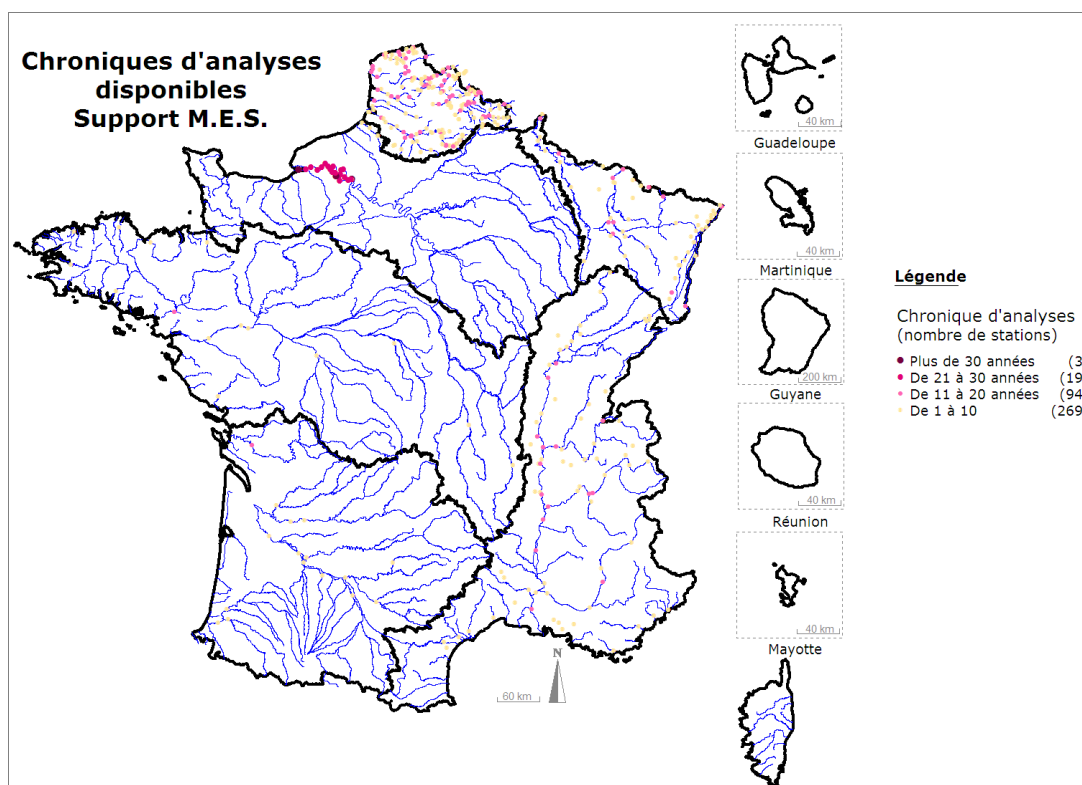 Chroniques d'analyses
disponibles
Support M.E.S.
40 km
Guadeloupe
40 km
Martinique
200 km
Guyane
40 km
Réunion
40 km
Mayotte
N
60 km
Légende
Chronique d'analyses
(nombre de stations)
Plus de 30 années (3
De 21 à 30 années (19
De 11 à 20 années (94
De 1 à 10 (269